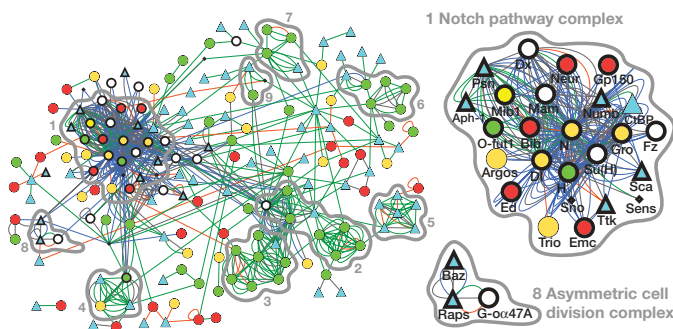 7
1 Notch pathway complex
Dx
Neur
Gp150
Psn
9
6
1
Aph-1
Mib1
Mam
Numb
CtBP
O-fut1
Bib
N
Gro
Fz
Argos
Dl
Su(H)
H
Sca
Ed
Sno
Sens
Ttk
Trio
Emc
5
8
2
Baz
8 Asymmetric cell
division complex
4
3
Raps
G-oα47A